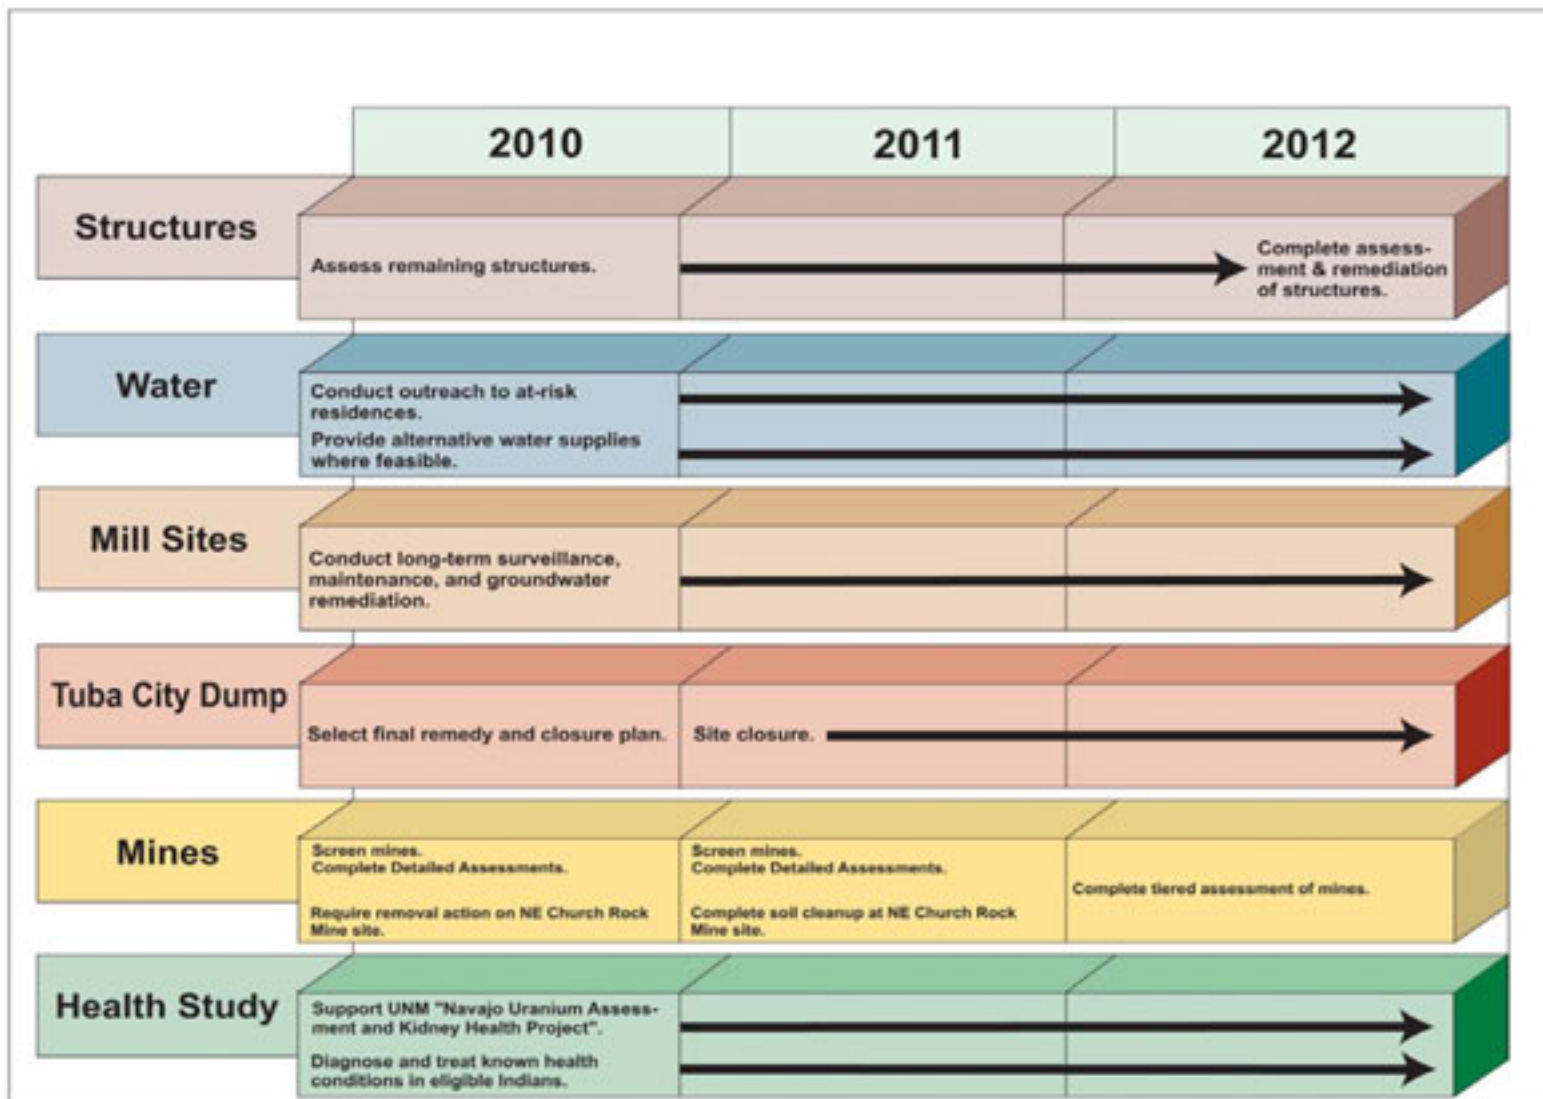 2010 2011 2012
Structures
Assess remaining structures.
Complete assess-
ment & remediation
of structures.
Water
Conduct outreach to at-risk
residences.
Provide alternative water supplies
where feasible.
Mill Sites
Conduct long-term surveillance,
maintenance, and groundwater
remediation.
Tuba City Dump
Select final remedy and closure plan.
Site closure.
Mines
Screen mines.
Complete Detailed Assessments.
Require removal action on NE Church Rock
Mine site.
Screen mines.
Complete Detailed Assessments.
Complete soil cleanup at NE Church Rock
Mine site.
Complete tiered assessment of mines.
Health Study
Support UNM "Navajo Uranium Assess-
ment and Kidney Health Project".
Diagnose and treat known health
conditions in eligible Indians.